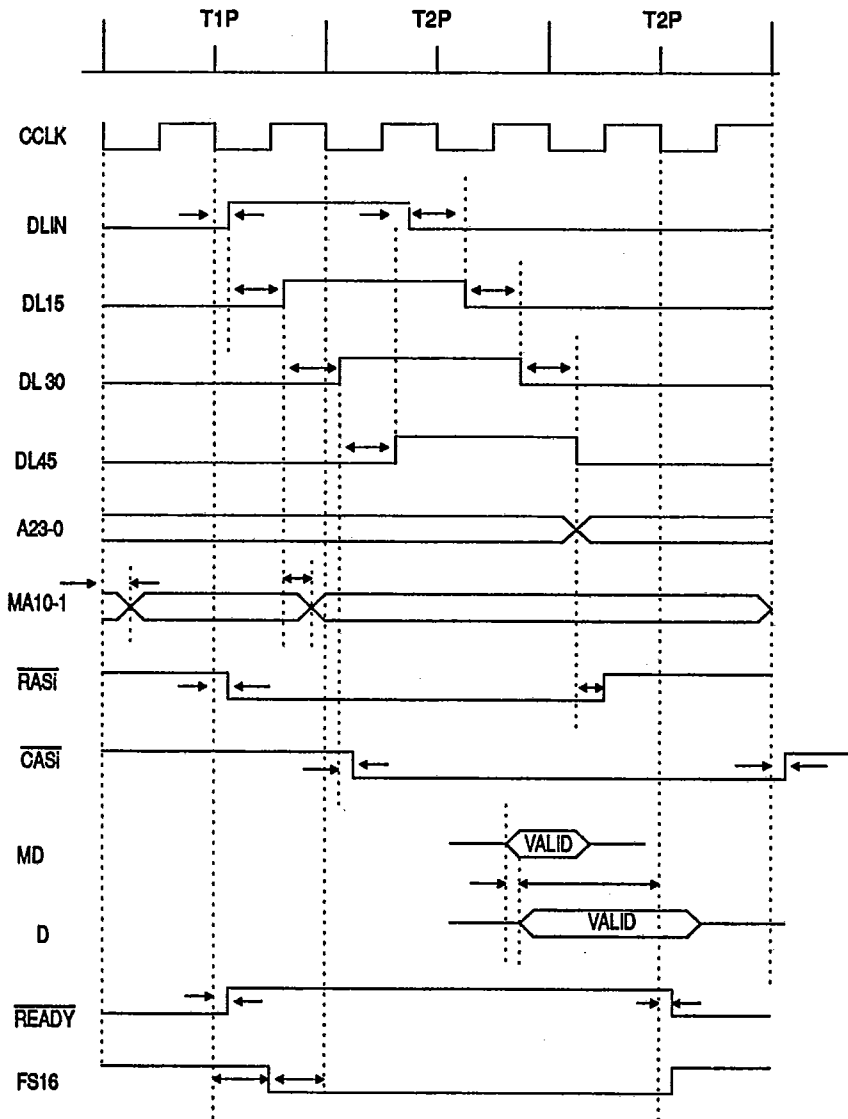 T1P T2P T2P
CCLK
DLIN
DL15
DL 30
DL45
A23-0
MA10-1
RASi
CASi
MD VALID
D VALID
READY
FS16